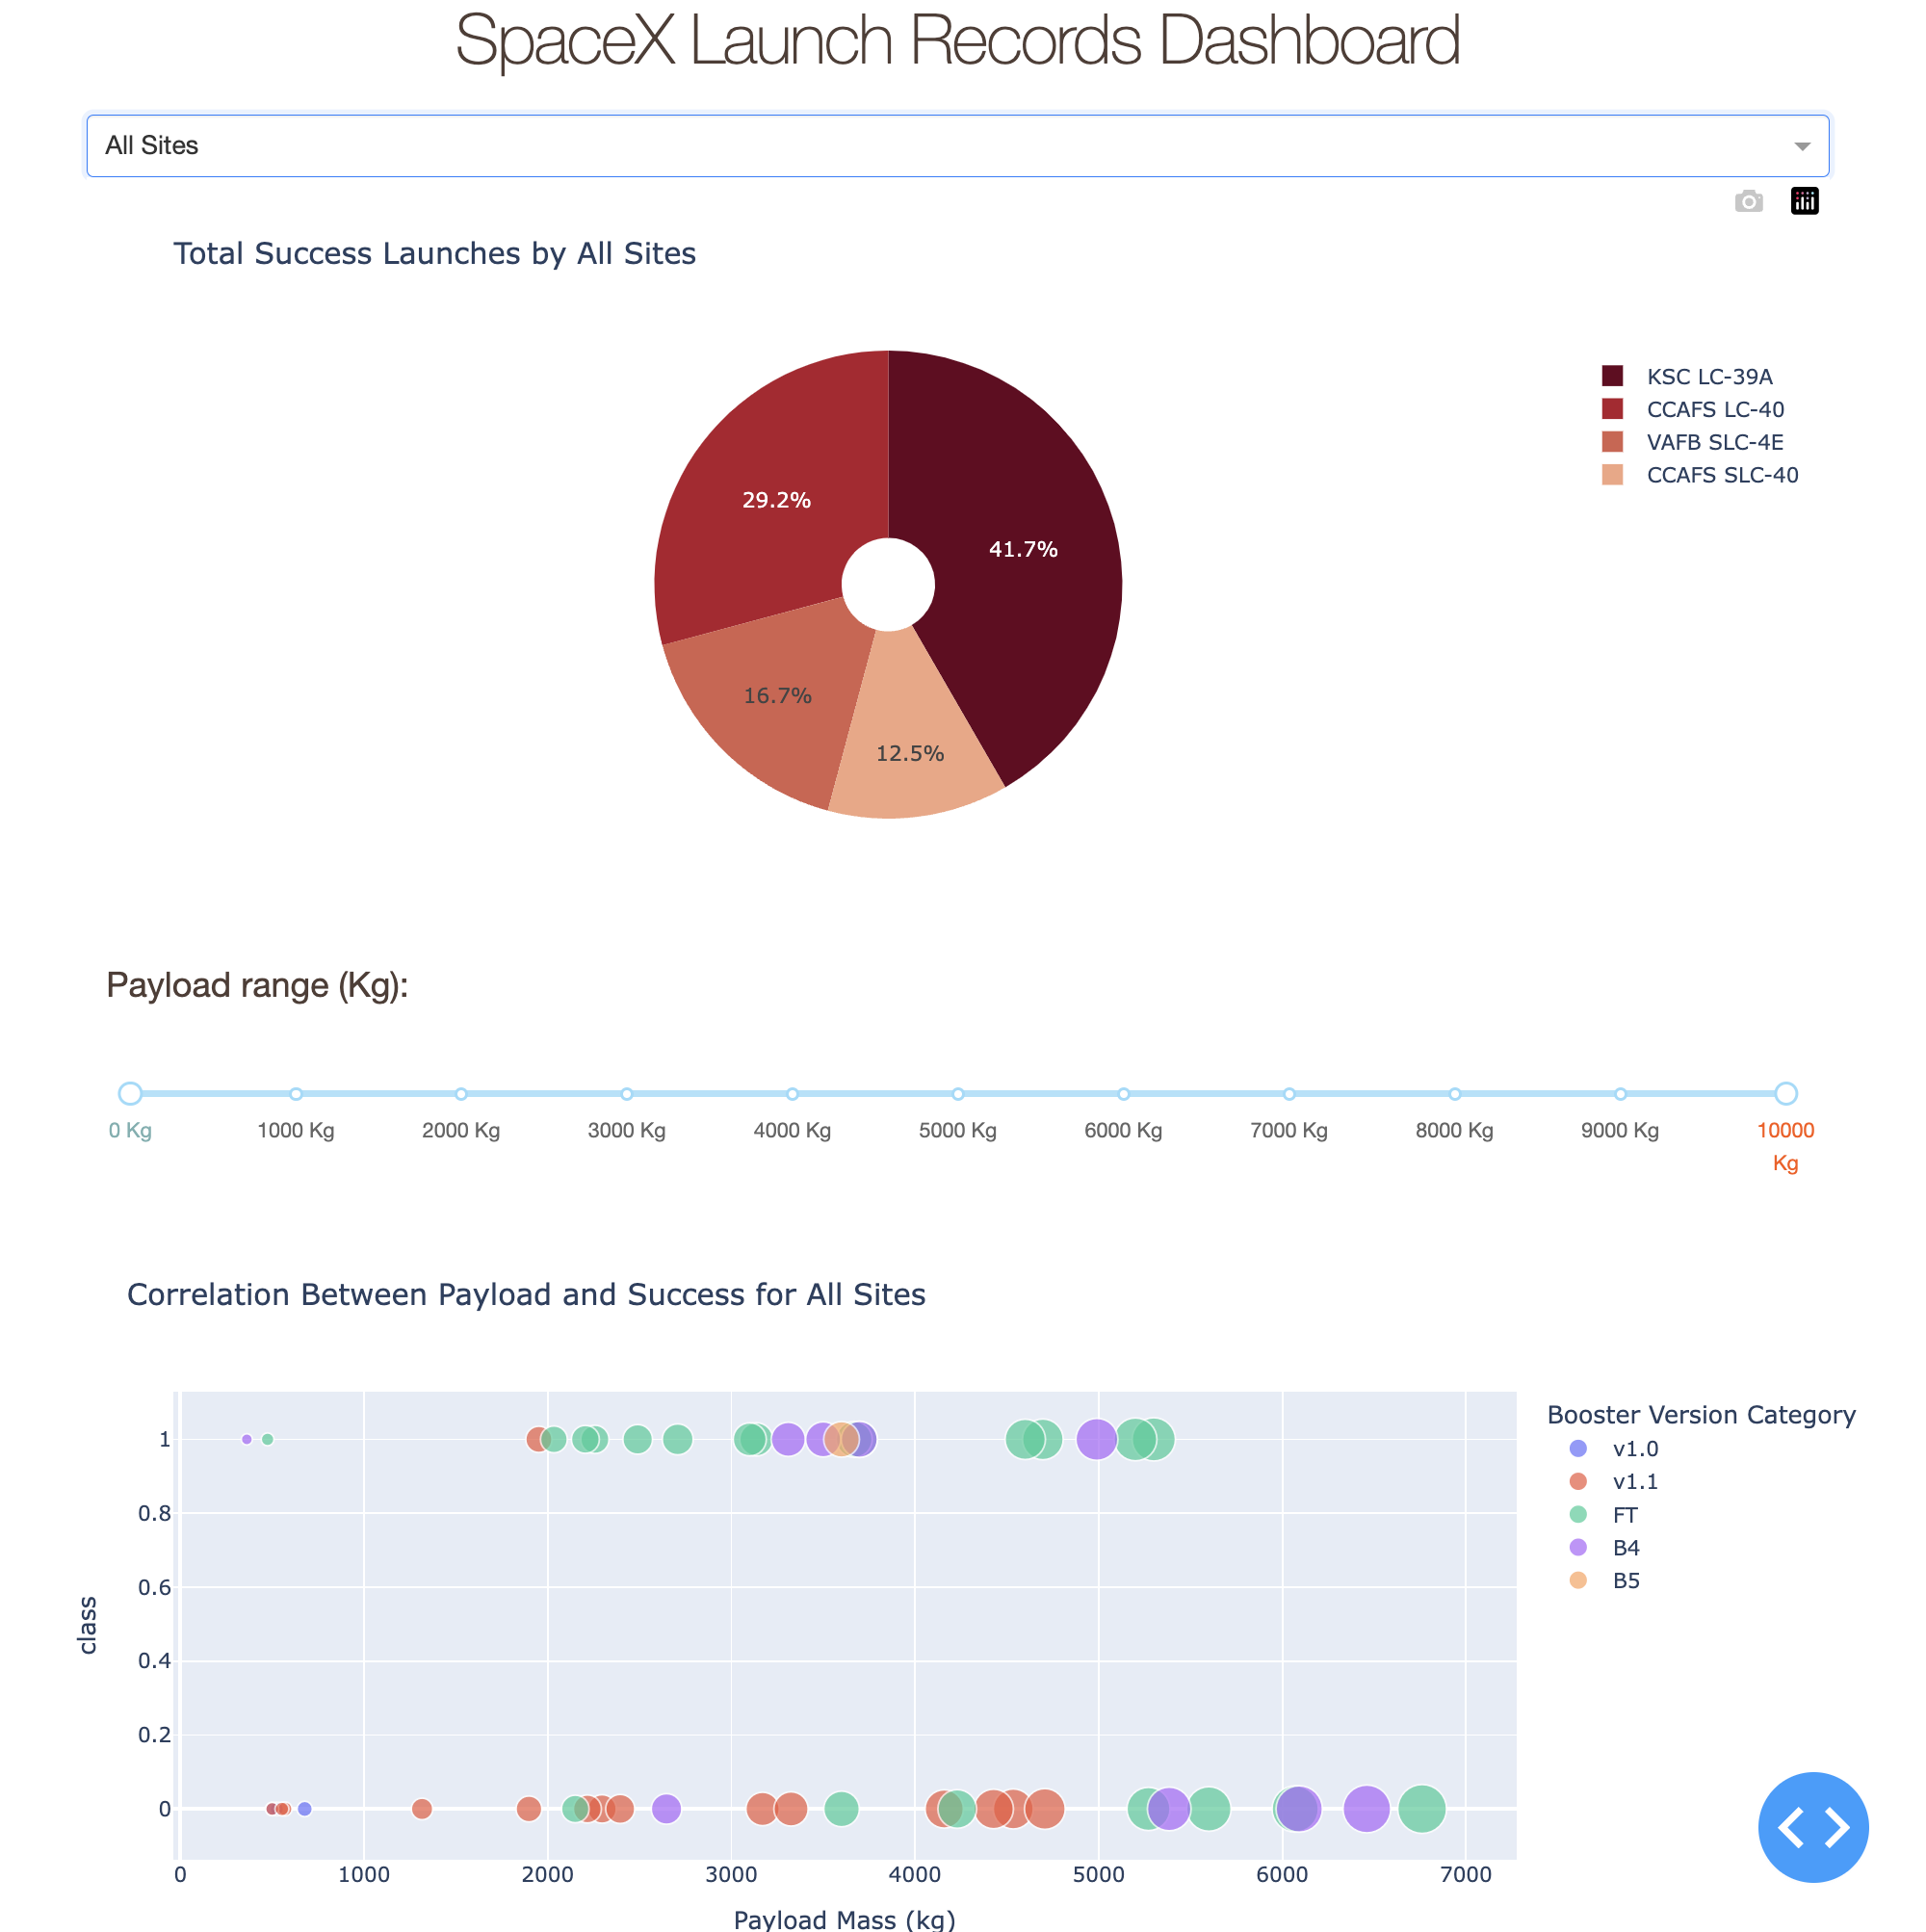 SpaceX Launch Records Dashboard
All Sites
Total Success Launches by All Sites
KSC LC-39A
CCAFS LC-40
VAFB SLC-4E
CCAFS SLC-40
29.2%
41.7%
16.7%
12.5%
Payload range (Kg):
0 Kg 1000 Kg 2000 Kg 3000 Kg 4000 Kg 5000 Kg 6000 Kg 7000 Kg 8000 Kg 9000 Kg 10000
Kg
Correlation Between Payload and Success for All Sites
Booster Version Category
v1.0
v1.1
FT
B4
B5
1
0.8
0.6
0.4
0.2
0
class
0 1000 2000 3000 4000 5000 6000 7000
Payload Mass (kg)